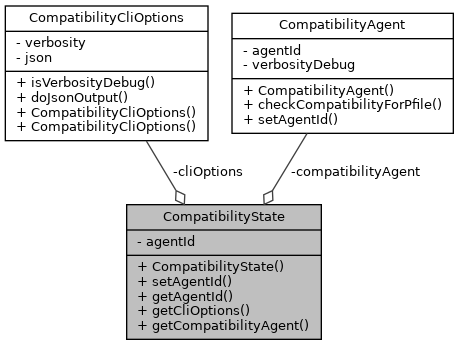 CompatibilityCliOptions
- verbosity
- json
+ isVerbosityDebug()
+ doJsonOutput()
+ CompatibilityCliOptions()
+ CompatibilityCliOptions()
CompatibilityAgent
- agentId
- verbosityDebug
+ CompatibilityAgent()
+ checkCompatibilityForPfile()
+ setAgentId()
-cliOptions
-compatibilityAgent
CompatibilityState
- agentId
+ CompatibilityState()
+ setAgentId()
+ getAgentId()
+ getCliOptions()
+ getCompatibilityAgent()